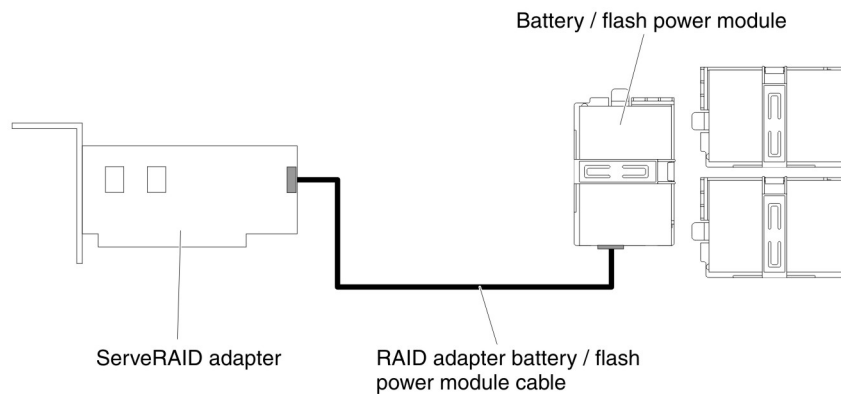 Battery / flash power module
ServeRAID adapter
RAID adapter battery / flash
power module cable